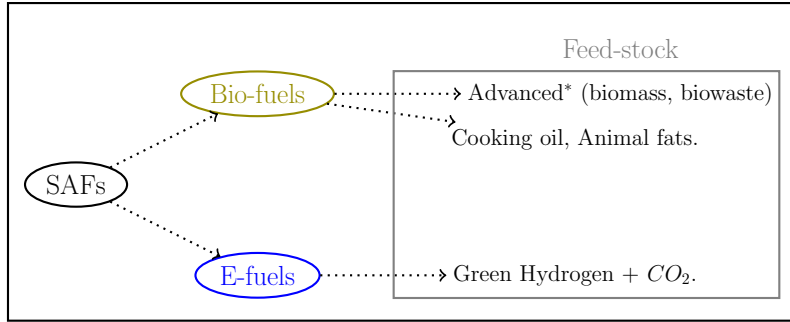 Feed-stock
Bio-fuels
Advanced* (biomass, biowaste)
Cooking oil, Animal fats.
SAFs
E-fuels
Green Hydrogen + CO₂.